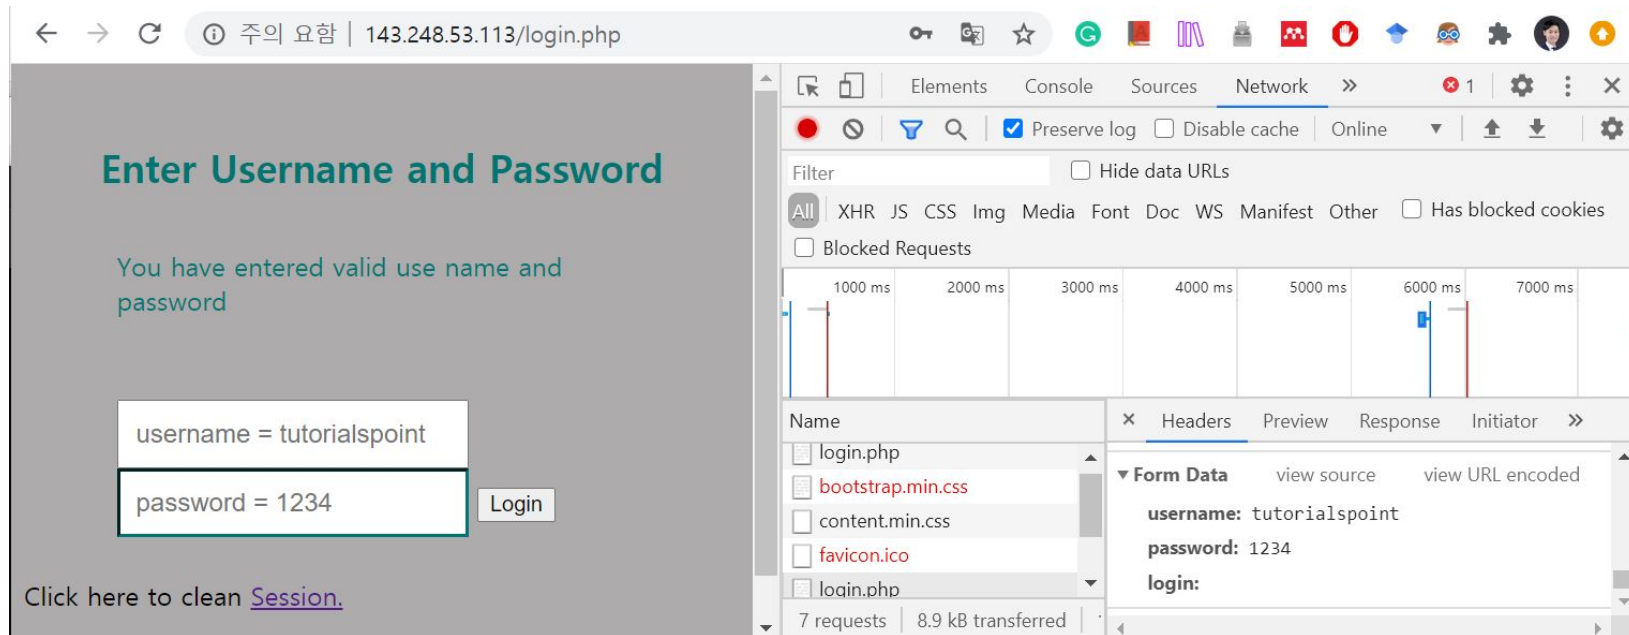 주의 요함 | 143.248.53.113/login.php
Enter Username and Password
You have entered valid use name and
password
username = tutorialspoint
password = 1234
Login
Click here to clean Session.
Elements Console Sources Network » 1
Preserve log Disable cache Online
Filter
Hide data URLs
All XHR JS CSS Img Media Font Doc WS Manifest Other Has blocked cookies
Blocked Requests
1000 ms 2000 ms 3000 ms 4000 ms 5000 ms 6000 ms 7000 ms
Name
login.php
bootstrap.min.css
content.min.css
favicon.ico
login.php
7 requests 8.9 kB transferred
× Headers Preview Response Initiator »
Form Data view source view URL encoded
username: tutorialspoint
password: 1234
login: